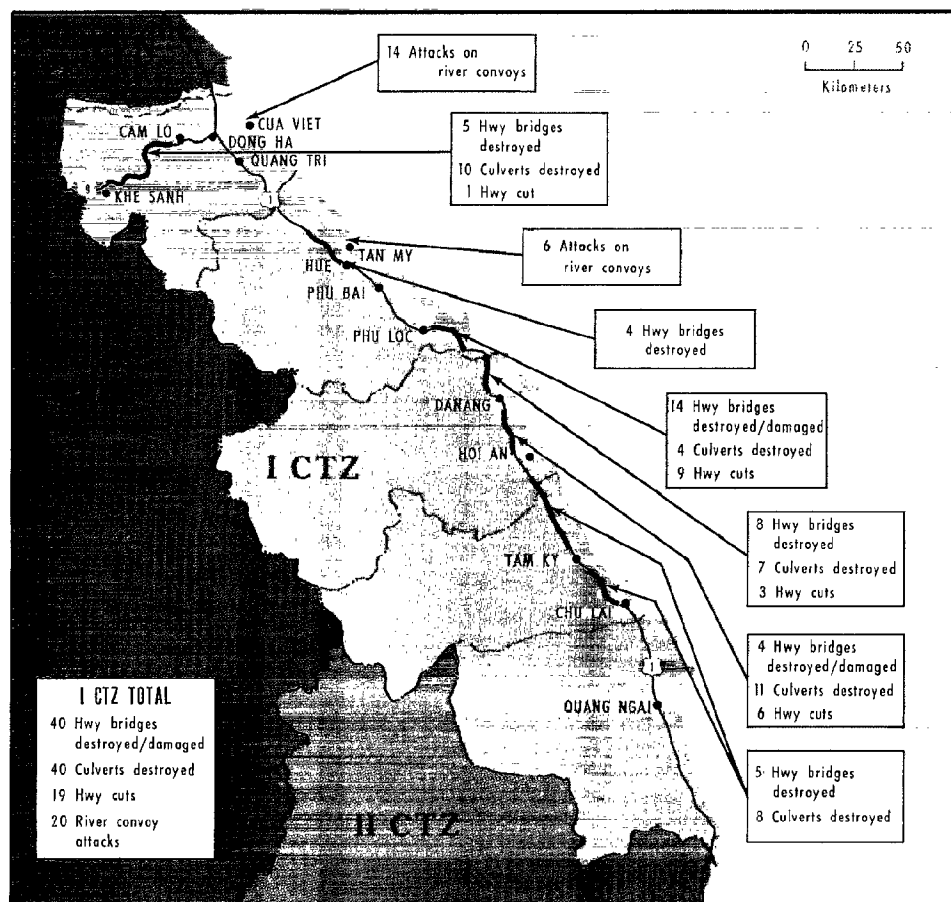 14 Attacks on
river convoys
0 25 50
Kilometers
CUA VIET
CAM LO
DONG HA
QUANG TRI
5 Hwy bridges
destroyed
10 Culverts destroyed
1 Hwy cut
9
KHE SANH
1
6 Attacks on
river convoys
TAN MY
HUE
PHU BAI
4 Hwy bridges
destroyed
PHU LOC
14 Hwy bridges
destroyed/damaged
4 Culverts destroyed
9 Hwy cuts
DANANG
HOI AN
I CTZ
8 Hwy bridges
destroyed
7 Culverts destroyed
3 Hwy cuts
TAM KY
CHU LAI
4 Hwy bridges
destroyed/damaged
11 Culverts destroyed
6 Hwy cuts
1
QUANG NGAI
I CTZ TOTAL
40 Hwy bridges
destroyed/damaged
40 Culverts destroyed
19 Hwy cuts
20 River convoy
attacks
5 Hwy bridges
destroyed
8 Culverts destroyed
II CTZ